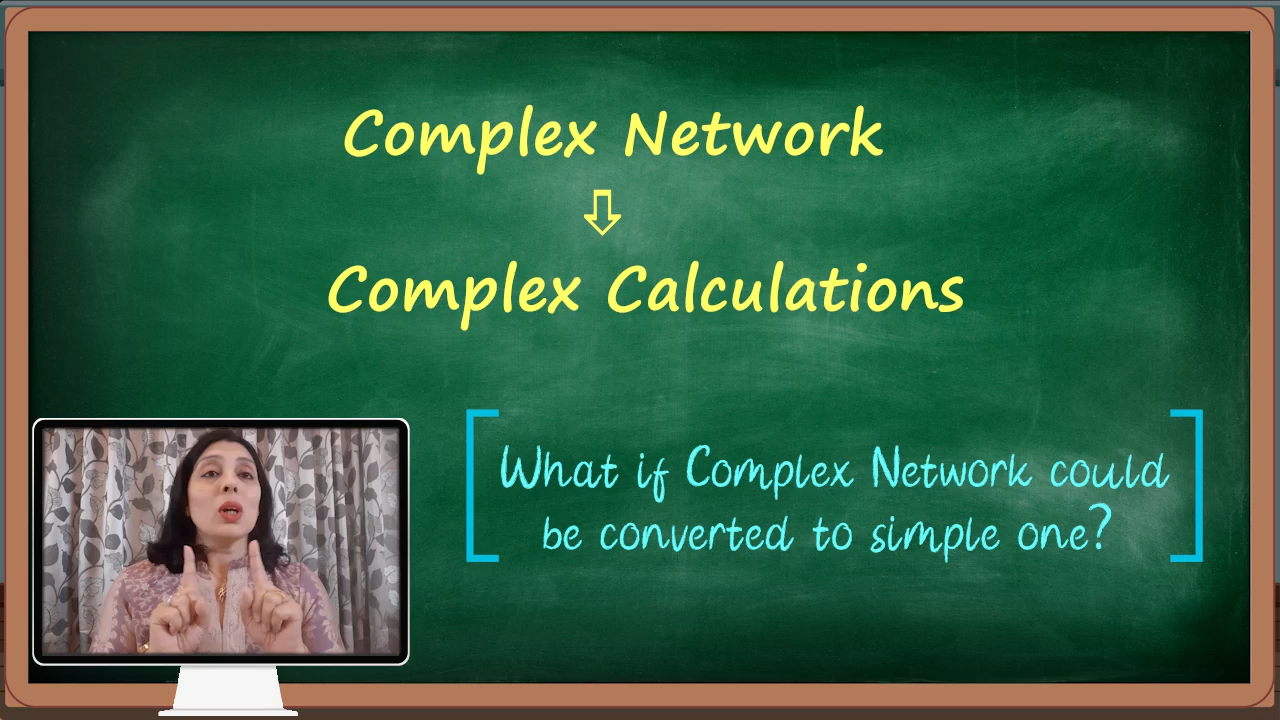 Complex Network
Complex Calculations
What if Complex Network could
be converted to simple one?